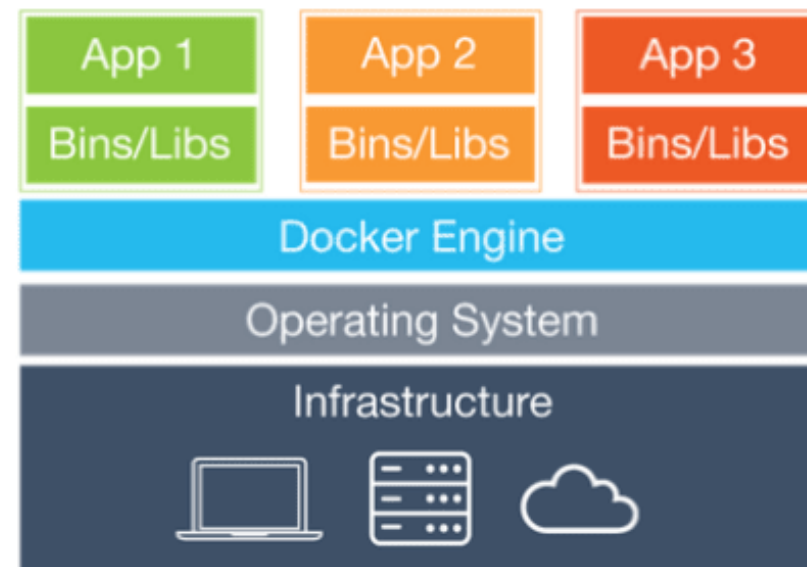 App 1
App 2
App 3
Bins/Libs
Bins/Libs
Bins/Libs
Docker Engine
Operating System
Infrastructure